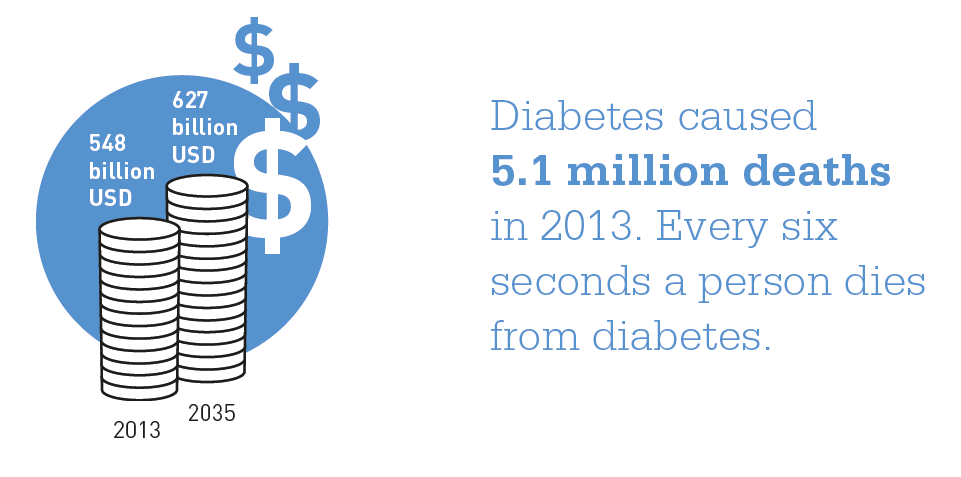 $
$
$
627
billion
USD
548
billion
USD
2013
2035
Diabetes caused
5.1 million deaths
in 2013. Every six
seconds a person dies
from diabetes.